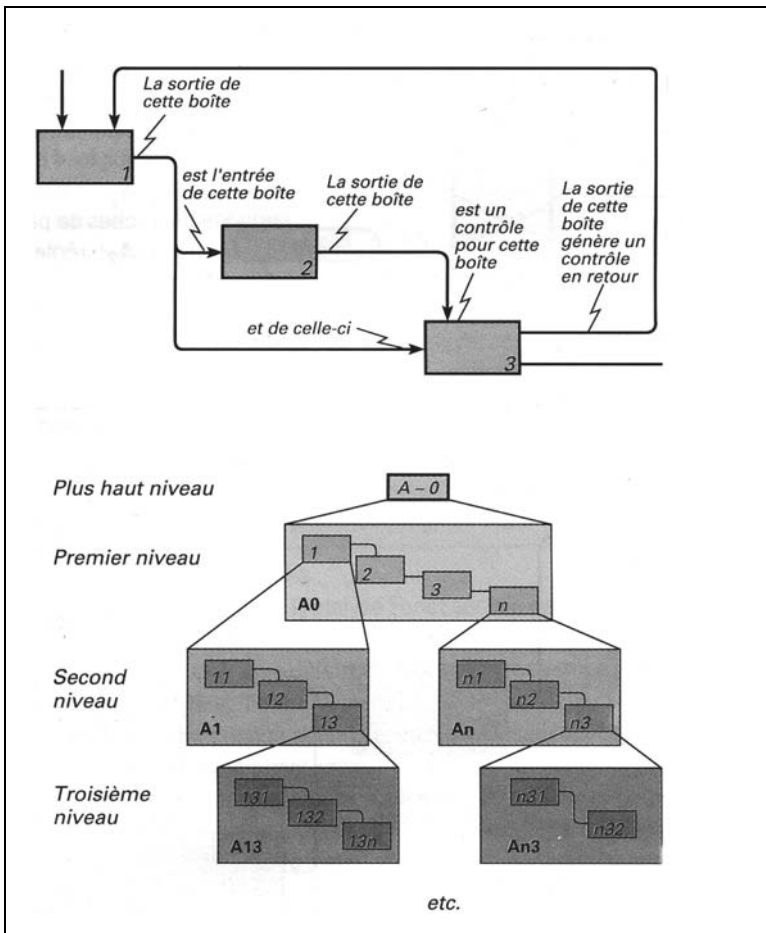 La sortie de
cette boîte
1
est l'entrée
de cette boîte
2
La sortie de
cette boîte
est un
contrôle
pour cette
boîte
La sortie
de cette
boîte
génère un
contrôle
en retour
et de celle-ci
3
Plus haut niveau
A – 0
Premier niveau
1
2
3
n
A0
Second
niveau
11
12
13
A1
n1
n2
n3
An
Troisième
niveau
131
132
13n
A13
n31
n32
An3
etc.